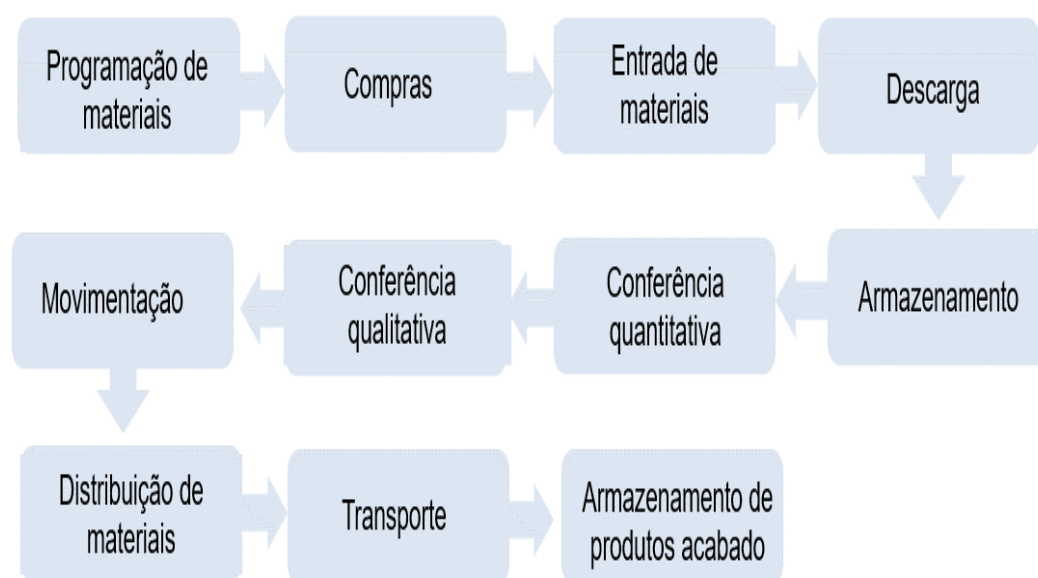 Programação de
materiais
Compras
Entrada de
materiais
Descarga
Armazenamento
Conferência
quantitativa
Conferência
qualitativa
Movimentação
Distribuição de
materiais
Transporte
Armazenamento de
produtos acabado